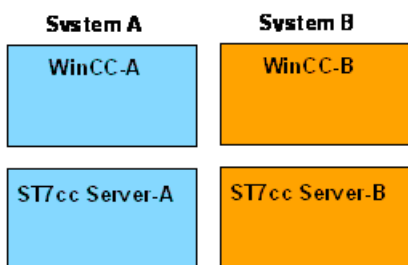 System A System B
WinCC-A WinCC-B
ST7cc Server-A ST7cc Server-B